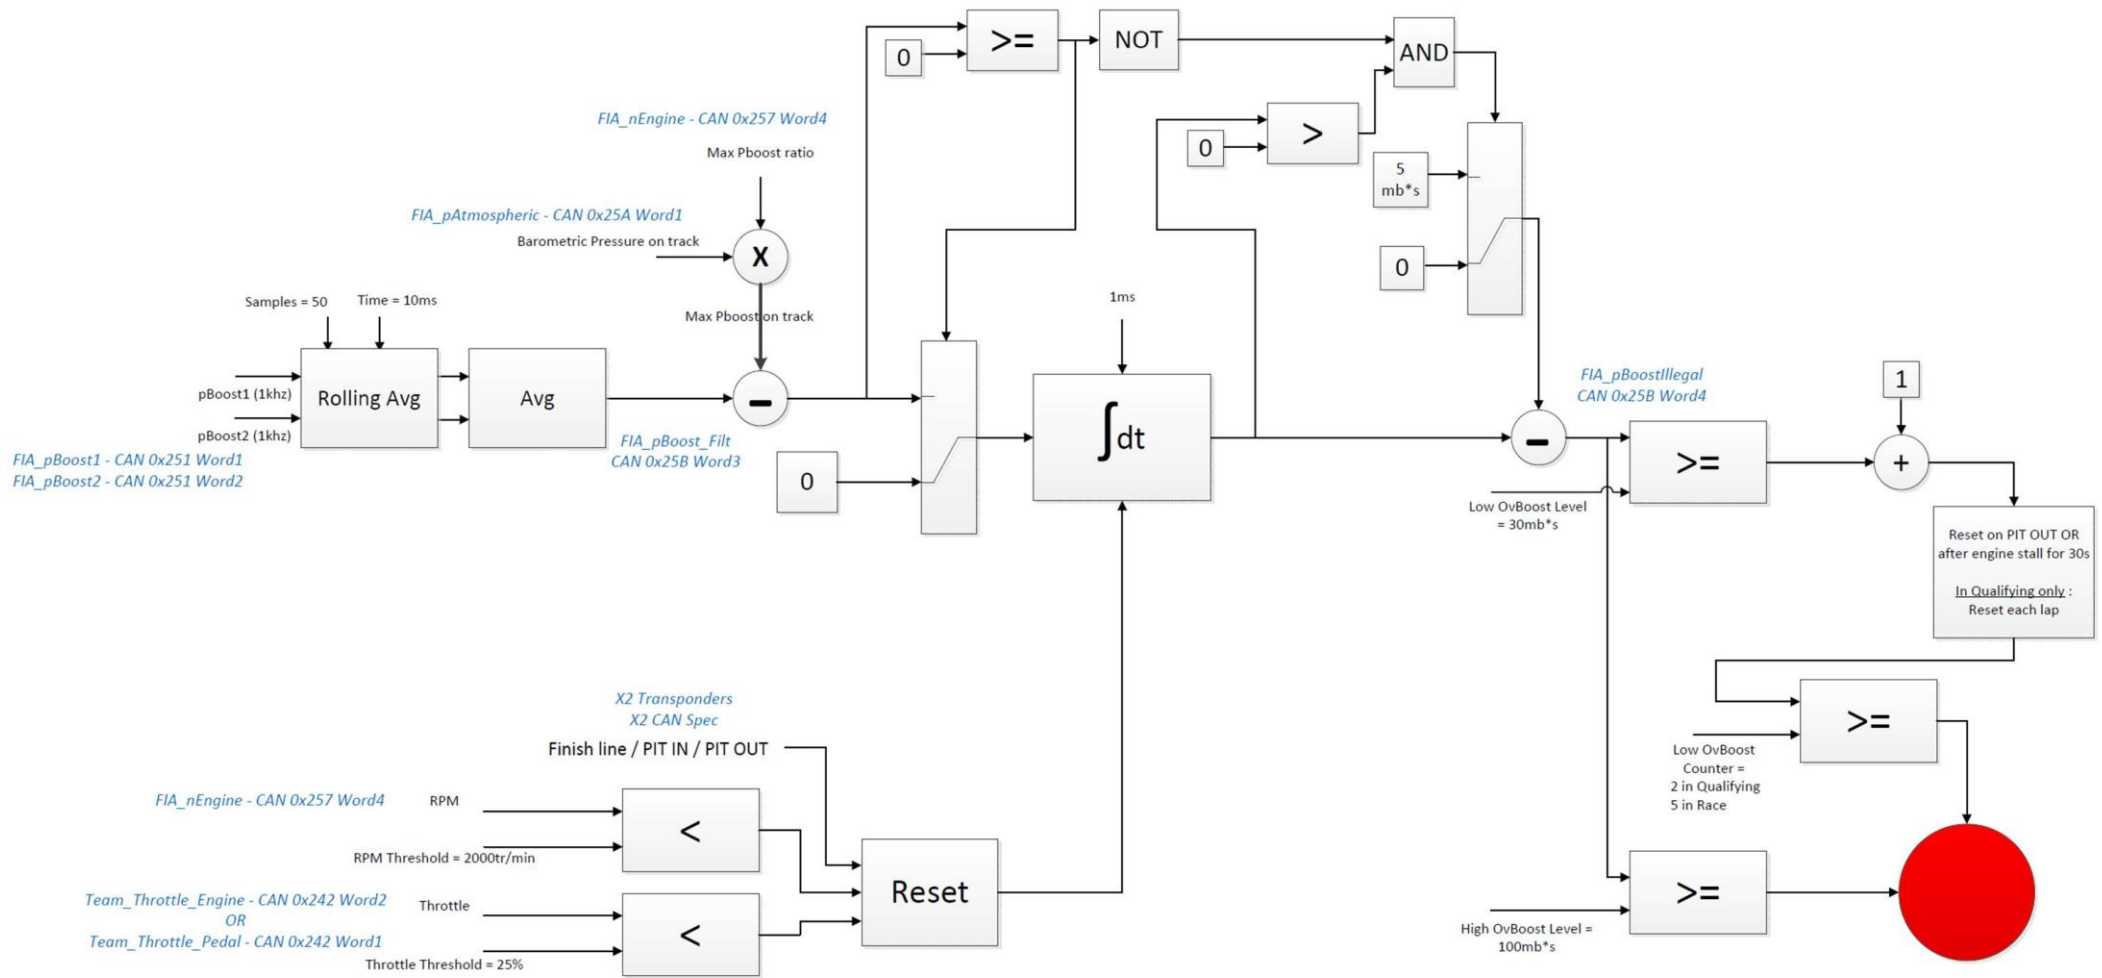 >=
NOT
AND
0
FIA_nEngine - CAN 0x257 Word4
Max Pboost ratio
>
0
5
mb*s
FIA_pAtmospheric - CAN 0x25A Word1
Barometric Pressure on track
X
0
Samples = 50
Time = 10ms
1ms
Max Pboost on track
pBoost1 (1khz)
pBoost2 (1khz)
Rolling Avg
Avg
-
FIA_pBoost1 - CAN 0x251 Word1
FIA_pBoost2 - CAN 0x251 Word2
FIA_pBoost_Filt
CAN 0x25B Word3
0
∫dt
-
FIA_pBoostIllegal
CAN 0x25B Word4
>=
1
+
Low OvBoost Level
= 30mb*s
Reset on PIT OUT OR
after engine stall for 30s
In Qualifying only :
Reset each lap
X2 Transponders
X2 CAN Spec
Finish line / PIT IN / PIT OUT
>=
Low OvBoost
Counter =
2 in Qualifying
5 in Race
FIA_nEngine - CAN 0x257 Word4
RPM
<
RPM Threshold = 2000tr/min
Reset
Team_Throttle_Engine - CAN 0x242 Word2
OR
Team_Throttle_Pedal - CAN 0x242 Word1
Throttle
<
Throttle Threshold = 25%
>=
High OvBoost Level =
100mb*s